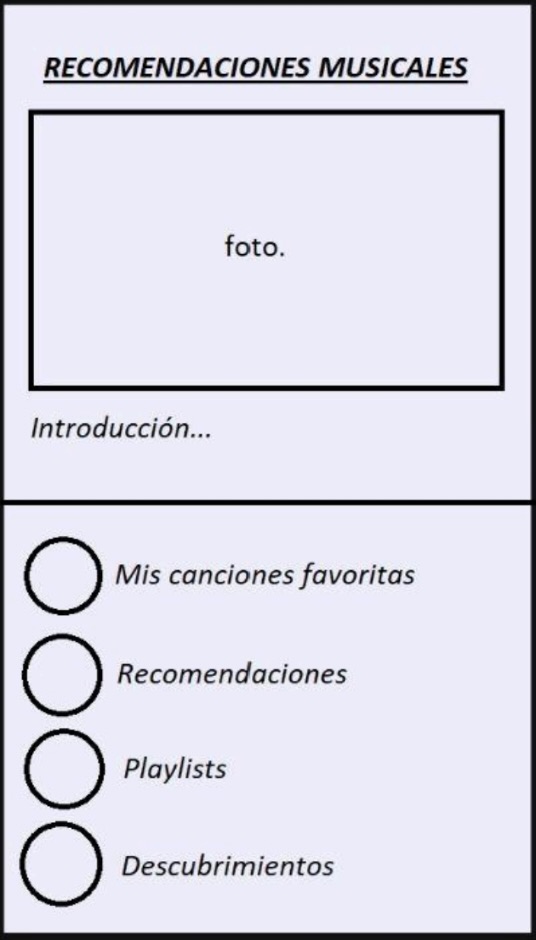 RECOMENDACIONES MUSICALES
foto.
Introducción...
Mis canciones favoritas
Recomendaciones
Playlists
Descubrimientos